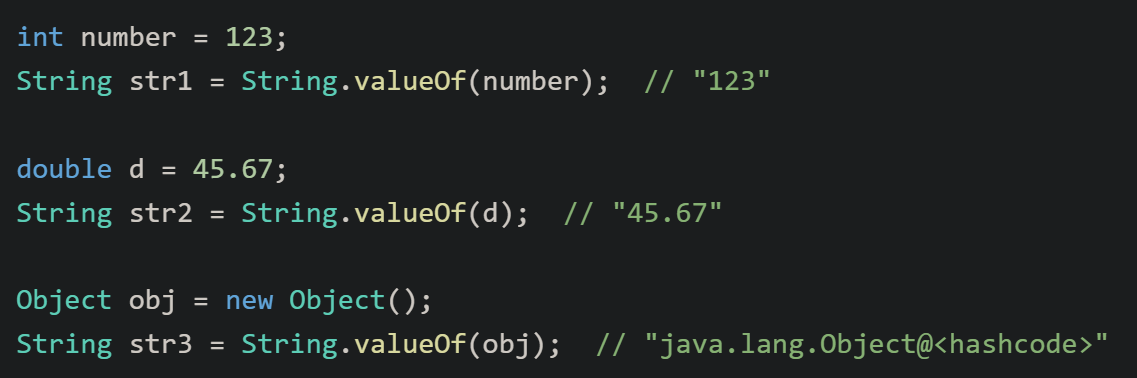 int number = 123;
String str1 = String.valueOf(number);  // "123"
double d = 45.67;
String str2 = String.valueOf(d);  // "45.67"
Object obj = new Object();
String str3 = String.valueOf(obj);  // "java.lang.Object@<hashcode>"